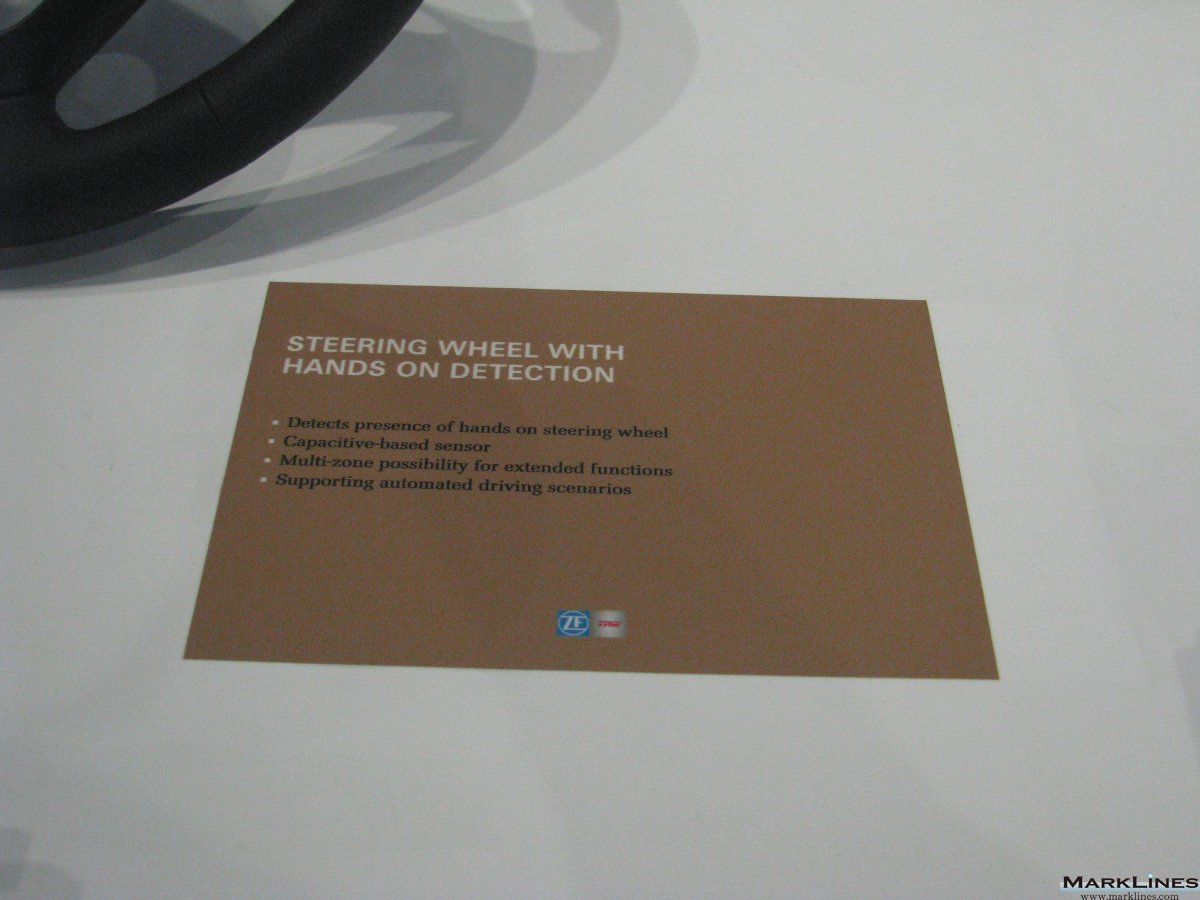 STEERING WHEEL WITH
HANDS ON DETECTION
▪ Detects presence of hands on steering wheel
▪ Capacitive-based sensor
▪ Multi-zone possibility for extended functions
▪ Supporting automated driving scenarios
ZF TRW
MARKLINES
www.marklines.com